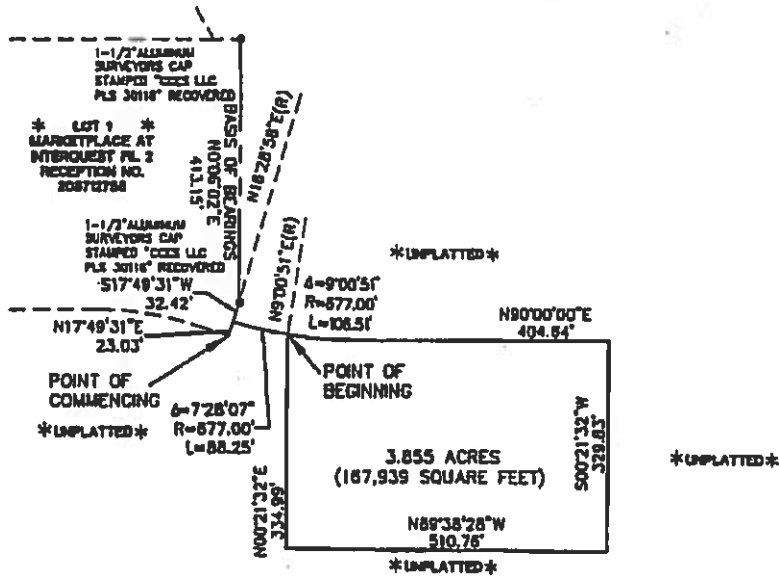 1-1/2" ALUMINUM
SURVEYORS CAP
STAMPED "CCES LLC
PLS 30118" RECOVERED
* LOT 1 *
MARKETPLACE AT
INTERQUEST FIL 2
RECEPTION NO.
208712758
BASIS OF BEARINGS
N0°06'02"E
413.15'
N18°28'58"E(R)
1-1/2" ALUMINUM
SURVEYORS CAP
STAMPED "CCES LLC
PLS 30118" RECOVERED
S17°49'31"W
32.42'
N9°00'51"E(R)
Δ=9°00'51"
R=677.00'
L=106.51'
*UNPLATTED*
N90°00'00"E
404.64'
N17°49'31"E
23.03'
POINT OF
COMMENCING
POINT OF
BEGINNING
*UNPLATTED*
Δ=7°28'07"
R=677.00'
L=88.25'
N00°21'32"E
334.99'
3.855 ACRES
(167,939 SQUARE FEET)
S00°21'32"W
329.83'
*UNPLATTED*
N89°38'28"W
510.76'
*UNPLATTED*